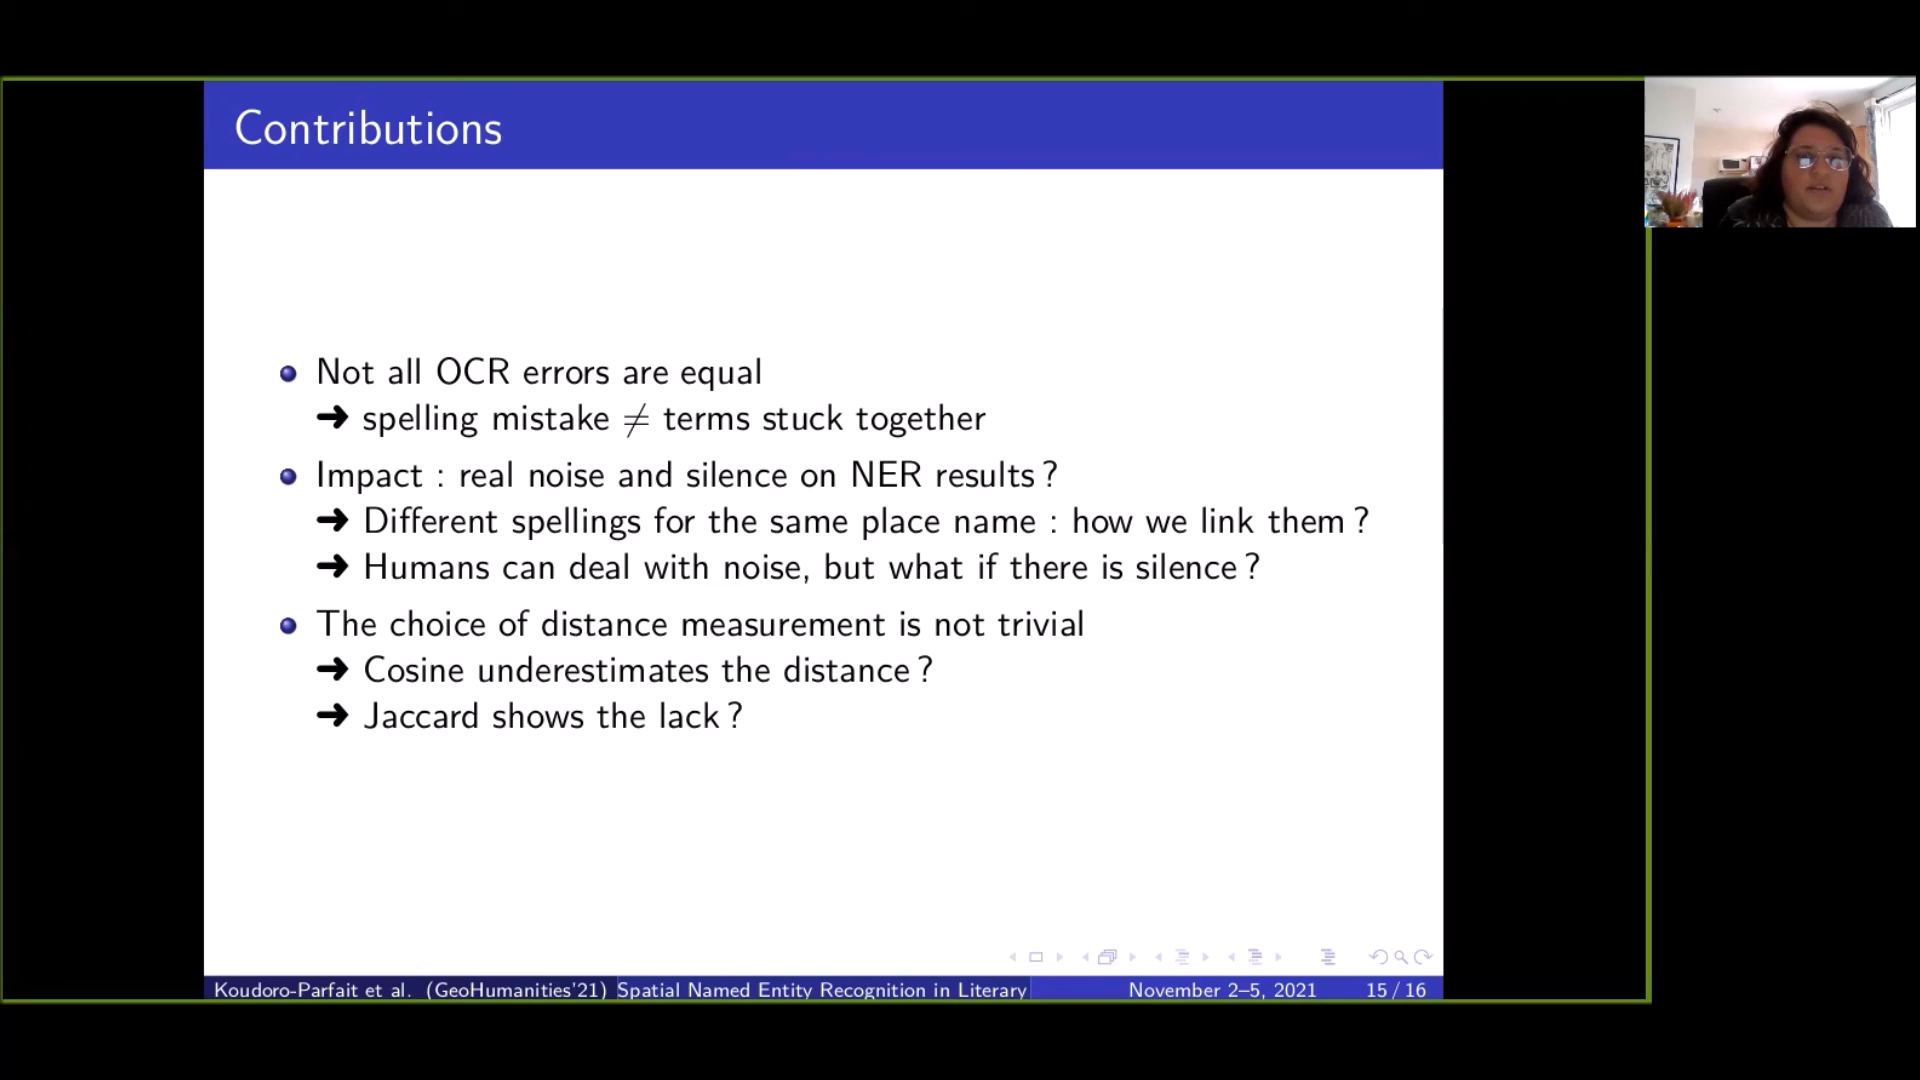 Contributions
Not all OCR errors are equal
➜ spelling mistake ≠ terms stuck together
Impact : real noise and silence on NER results ?
➜ Different spellings for the same place name : how we link them ?
➜ Humans can deal with noise, but what if there is silence ?
The choice of distance measurement is not trivial
➜ Cosine underestimates the distance ?
➜ Jaccard shows the lack ?
Koudoro-Parfait et al. (GeoHumanities'21) Spatial Named Entity Recognition in Literary November 2–5, 2021 15 / 16